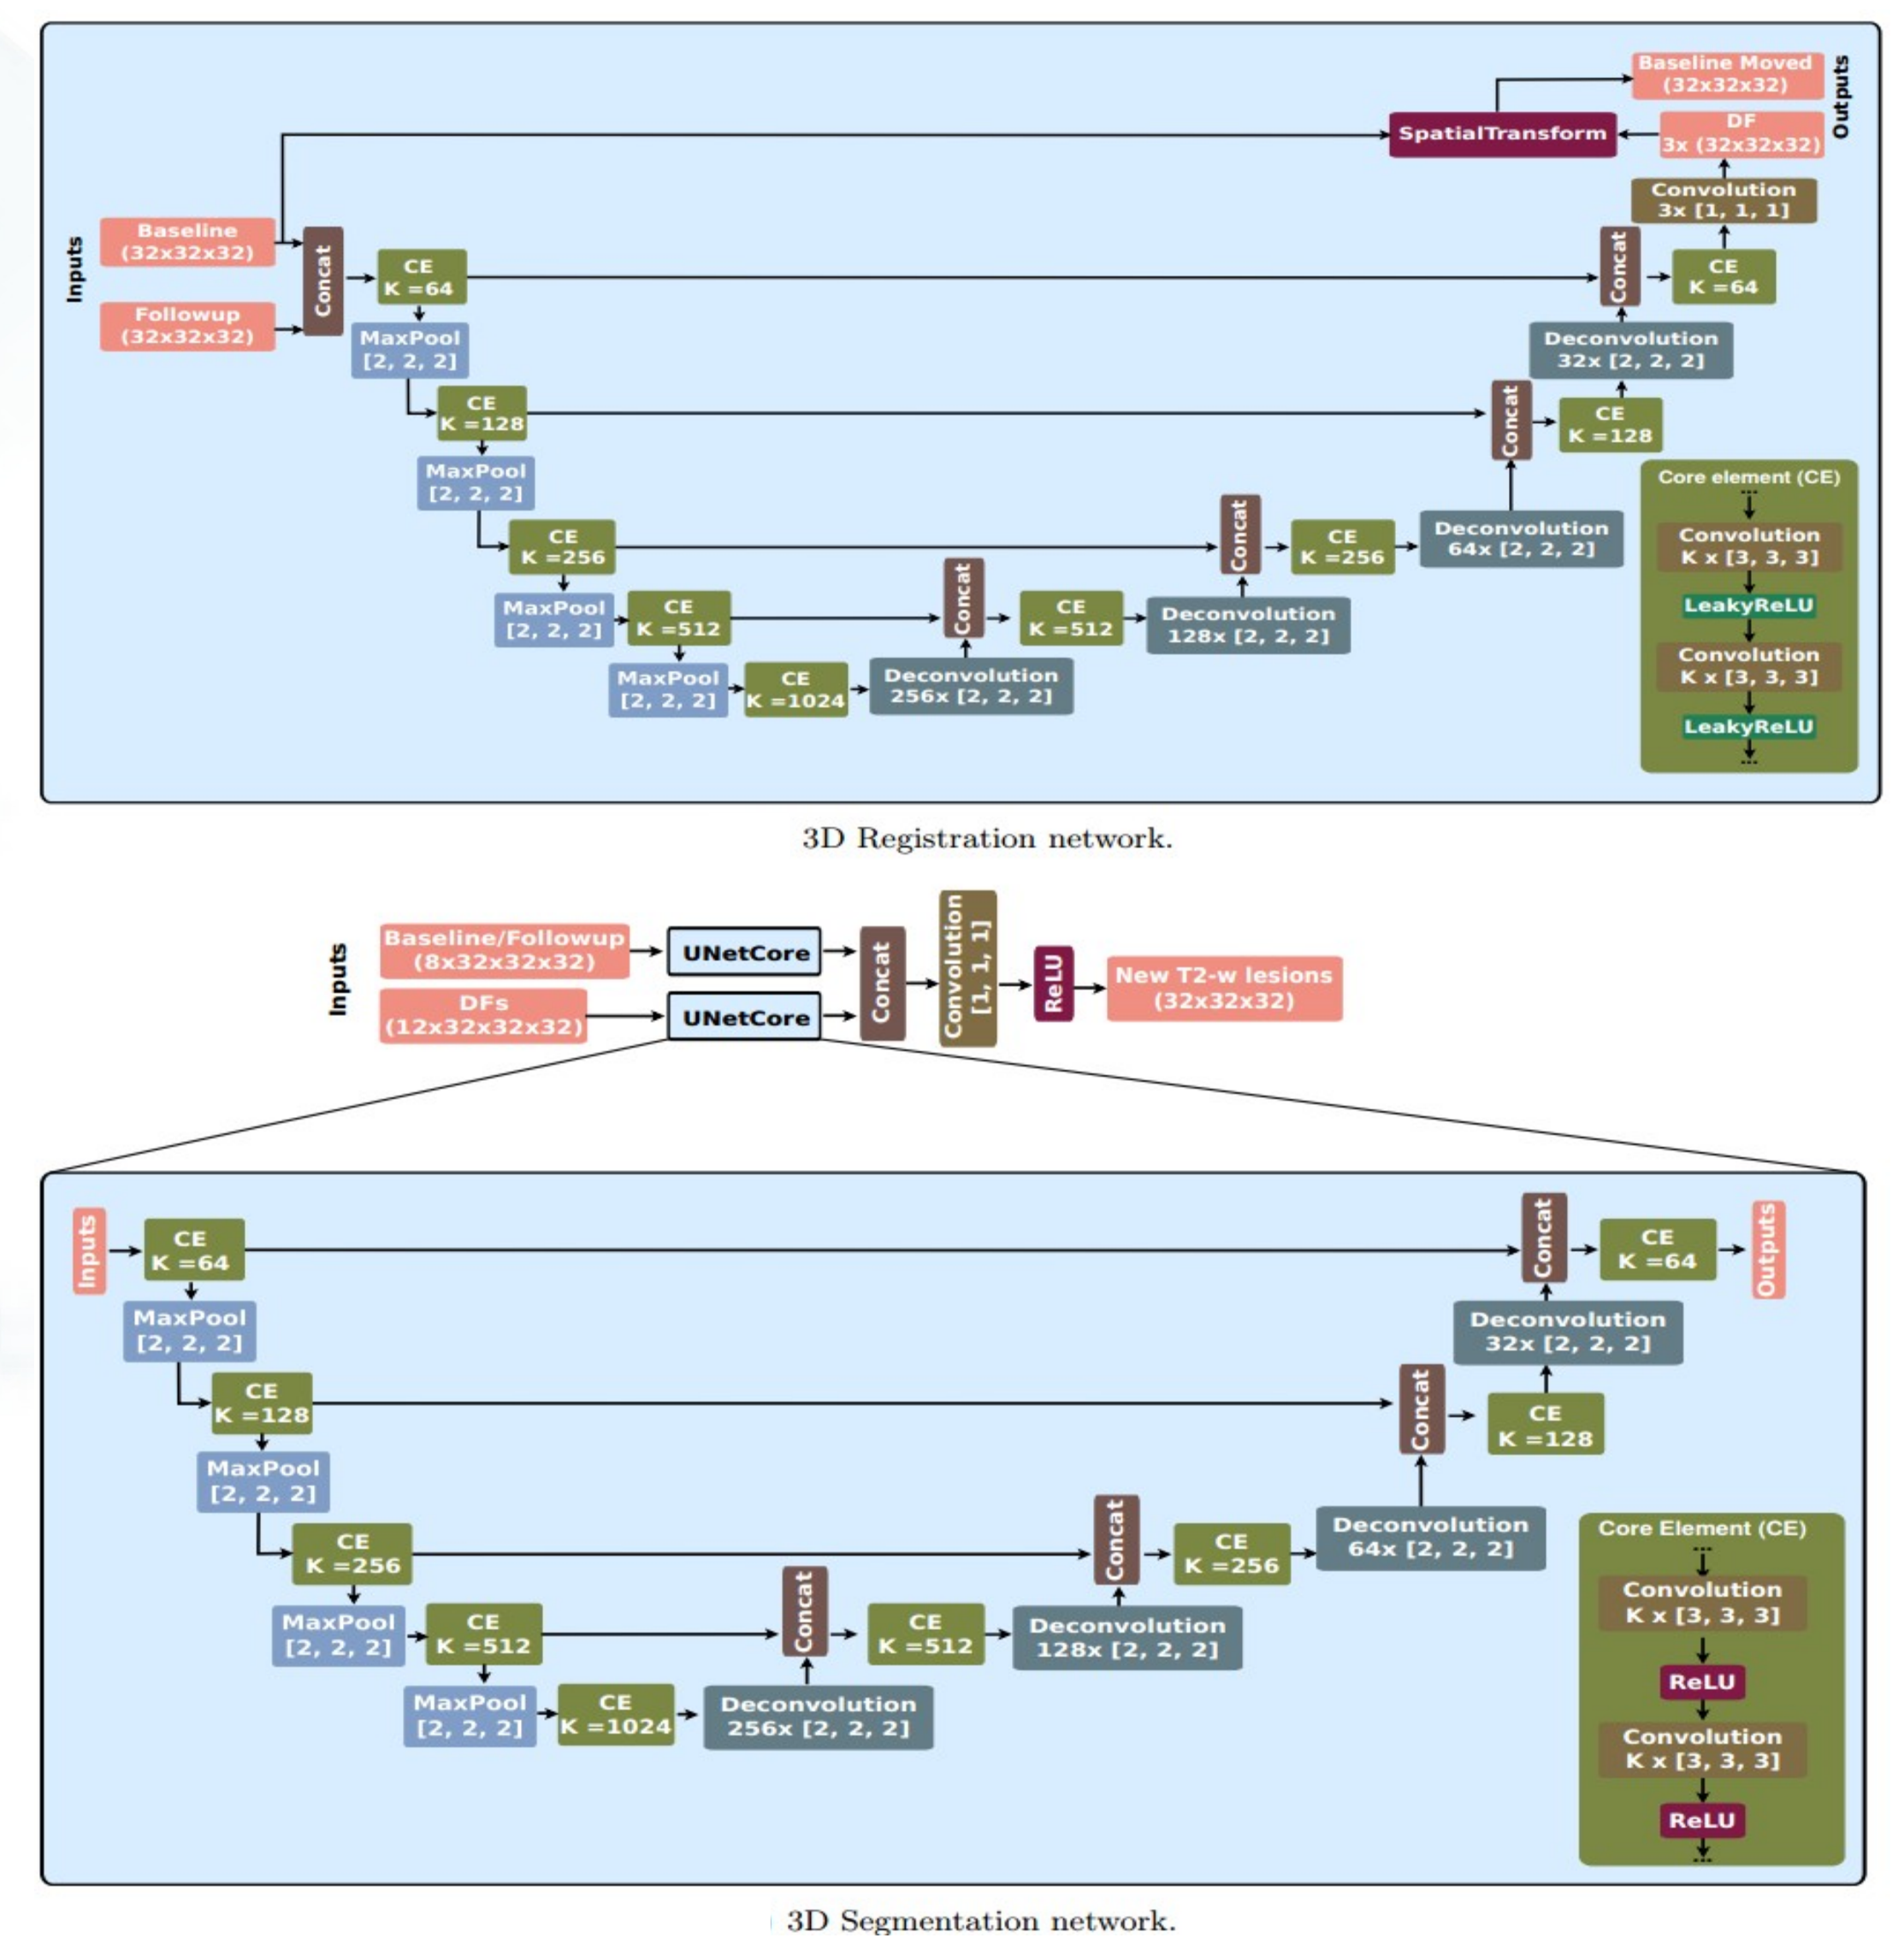 Baseline Moved
(32x32x32)
Outputs
SpatialTransform
DF
3x (32x32x32)
Convolution
3x [1, 1, 1]
Inputs
Baseline
(32x32x32)
Followup
(32x32x32)
Concat
CE
K =64
Concat
CE
K =64
MaxPool
[2, 2, 2]
Deconvolution
32x [2, 2, 2]
CE
K =128
Concat
CE
K =128
MaxPool
[2, 2, 2]
CE
K =256
Concat
CE
K =256
Deconvolution
64x [2, 2, 2]
MaxPool
[2, 2, 2]
CE
K =512
Concat
CE
K =512
Deconvolution
128x [2, 2, 2]
MaxPool
[2, 2, 2]
CE
K =1024
Deconvolution
256x [2, 2, 2]
Core element (CE)
...
Convolution
K x [3, 3, 3]
LeakyReLU
Convolution
K x [3, 3, 3]
LeakyReLU
...
3D Registration network.
Inputs
Baseline/Followup
(8x32x32x32)
DFs
(12x32x32x32)
UNetCore
UNetCore
Concat
Convolution
[1, 1, 1]
ReLU
New T2-w lesions
(32x32x32)
Inputs
CE
K =64
Concat
CE
K =64
Outputs
MaxPool
[2, 2, 2]
Deconvolution
32x [2, 2, 2]
CE
K =128
Concat
CE
K =128
MaxPool
[2, 2, 2]
CE
K =256
Concat
CE
K =256
Deconvolution
64x [2, 2, 2]
MaxPool
[2, 2, 2]
CE
K =512
Concat
CE
K =512
Deconvolution
128x [2, 2, 2]
MaxPool
[2, 2, 2]
CE
K =1024
Deconvolution
256x [2, 2, 2]
Core Element (CE)
...
Convolution
K x [3, 3, 3]
ReLU
Convolution
K x [3, 3, 3]
ReLU
...
3D Segmentation network.